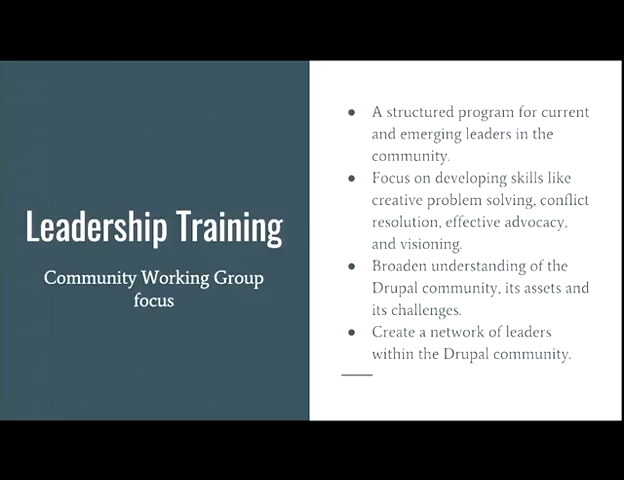 Leadership Training
Community Working Group
focus
● A structured program for current
and emerging leaders in the
community.
● Focus on developing skills like
creative problem solving, conflict
resolution, effective advocacy,
and visioning.
● Broaden understanding of the
Drupal community, its assets and
its challenges.
● Create a network of leaders
within the Drupal community.